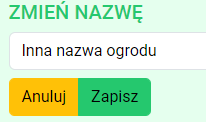 ZMIEŃ NAZWĘ
Inna nazwa ogrodu
Anuluj Zapisz